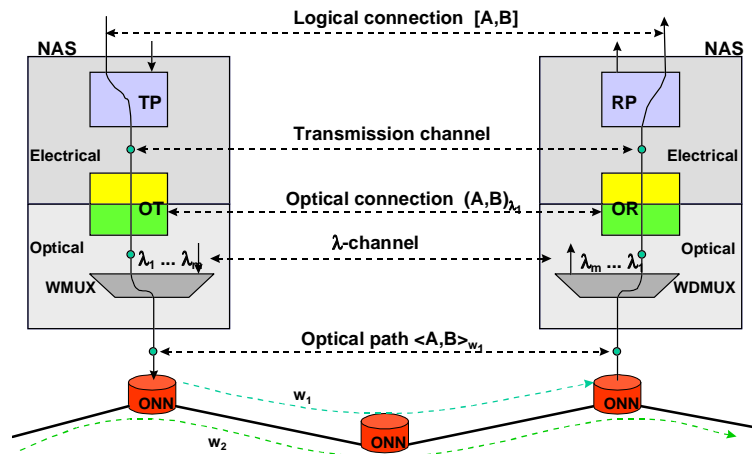 Logical connection [A,B]
NAS
NAS
TP
RP
Transmission channel
Electrical
Electrical
OT
Optical connection (A,B)λ1
OR
Optical
λ-channel
Optical
λ1 ... λm
λm ... λ1
WMUX
WDMUX
Optical path <A,B>w1
ONN
w1
ONN
w2
ONN